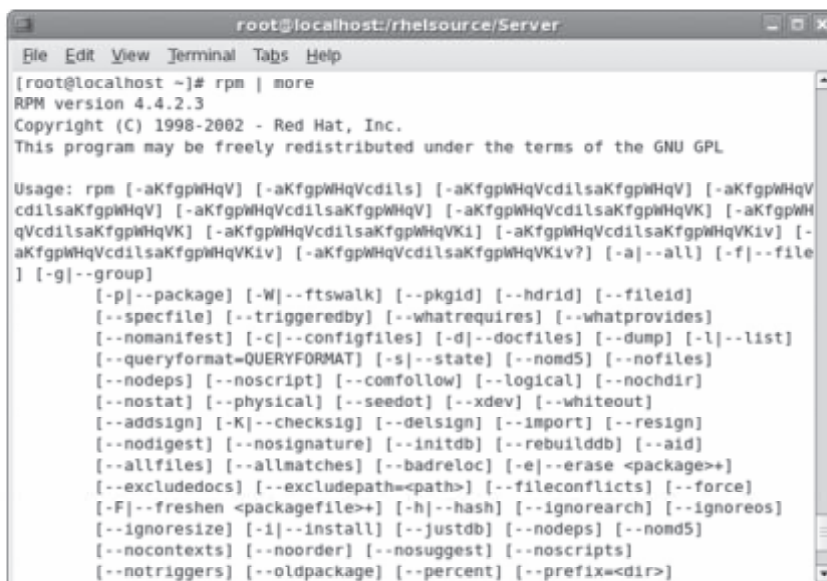 root@localhost:/rhelsource/Server
File Edit View Terminal Tabs Help
[root@localhost ~]# rpm | more
RPM version 4.4.2.3
Copyright (C) 1998-2002 - Red Hat, Inc.
This program may be freely redistributed under the terms of the GNU GPL
Usage: rpm [-aKfgpWHqV] [-aKfgpWHqVcdils] [-aKfgpWHqVcdilsaKfgpWHqV] [-aKfgpWHqV
cdilsaKfgpWHqV] [-aKfgpWHqVcdilsaKfgpWHqV] [-aKfgpWHqVcdilsaKfgpWHqVK] [-aKfgpWH
qVcdilsaKfgpWHqVK] [-aKfgpWHqVcdilsaKfgpWHqVKi] [-aKfgpWHqVcdilsaKfgpWHqVKiv] [-
aKfgpWHqVcdilsaKfgpWHqVKiv] [-aKfgpWHqVcdilsaKfgpWHqVKiv?] [-a|--all] [-f|--file
] [-g|--group]
[-p|--package] [-W|--ftswalk] [--pkgid] [--hdrid] [--fileid]
[--specfile] [--triggeredby] [--whatrequires] [--whatprovides]
[--nomanifest] [-c|--configfiles] [-d|--docfiles] [--dump] [-l|--list]
[--queryformat=QUERYFORMAT] [-s|--state] [--nomd5] [--nofiles]
[--nodeps] [--noscript] [--comfollow] [--logical] [--nochdir]
[--nostat] [--physical] [--seedot] [--xdev] [--whiteout]
[--addsign] [-K|--checksig] [--delsign] [--import] [--resign]
[--nodigest] [--nosignature] [--initdb] [--rebuilddb] [--aid]
[--allfiles] [--allmatches] [--badreloc] [-e|--erase <package>+]
[--excludedocs] [--excludepath=<path>] [--fileconflicts] [--force]
[-F|--freshen <packagefile>+] [-h|--hash] [--ignorearch] [--ignoreos]
[--ignoresize] [-i|--install] [--justdb] [--nodeps] [--nomd5]
[--nocontexts] [--noorder] [--nosuggest] [--noscripts]
[--notriggers] [--oldpackage] [--percent] [--prefix=<dir>]